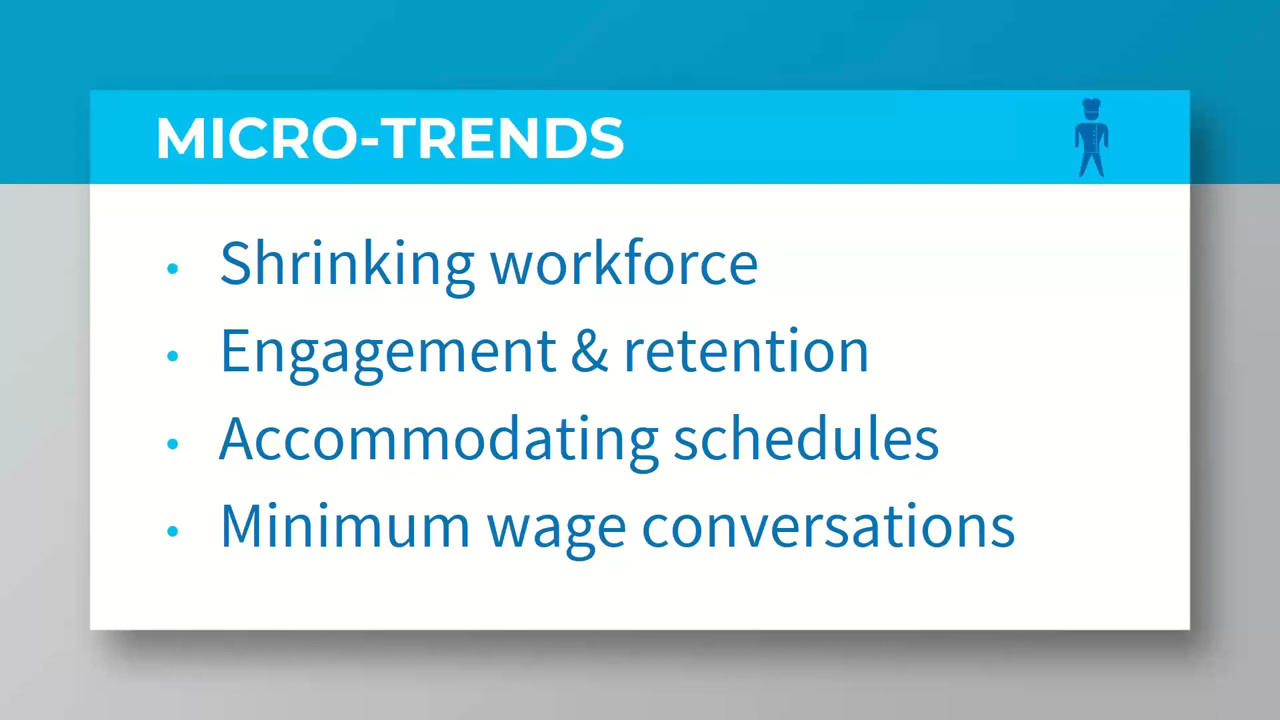 MICRO-TRENDS
• Shrinking workforce
• Engagement & retention
• Accommodating schedules
• Minimum wage conversations